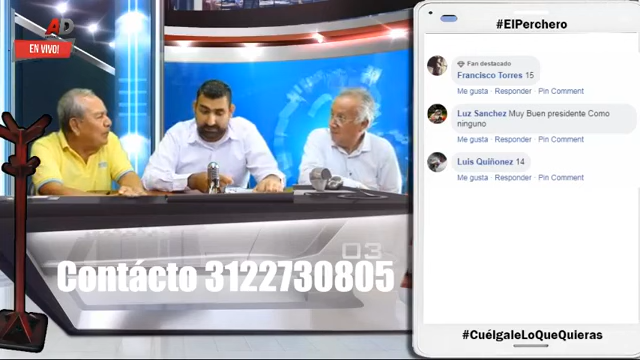 AD
EN VIVO!
03
Contácto 3122730805
#ElPerchero
Fan destacado
Francisco Torres 15
Me gusta · Responder · Pin Comment
Luz Sanchez Muy Buen presidente Como
ninguno
Me gusta · Responder · Pin Comment
Luis Quiñonez 14
Me gusta · Responder · Pin Comment
#CuélgaleLoQueQuieras